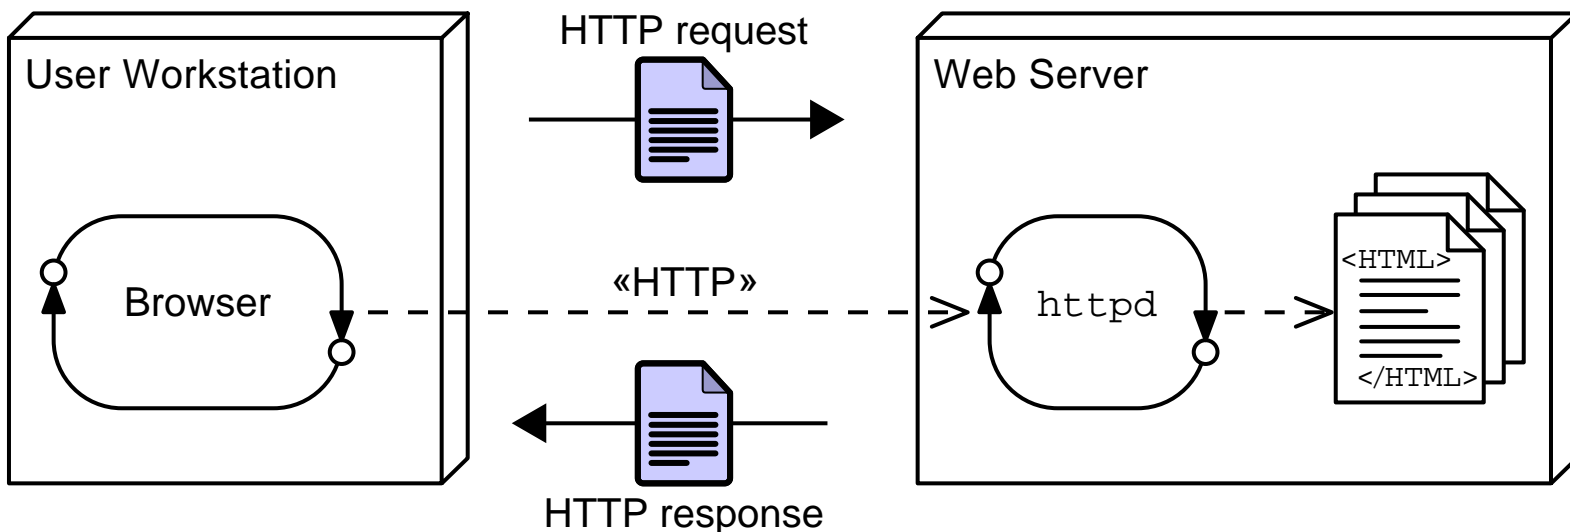 HTTP request
User Workstation
Web Server
Browser
«HTTP»
httpd
<HTML>
</HTML>
HTTP response